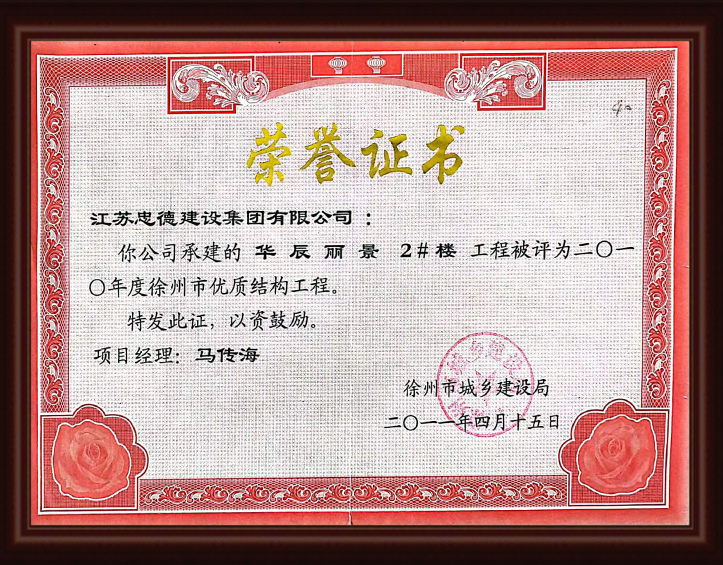 荣誉证书
江苏忠德建设集团有限公司：
你公司承建的 华辰丽景 2#楼 工程被评为二〇一
〇年度徐州市优质结构工程。
特发此证，以资鼓励。
项目经理：马传海
徐州市城乡建设局
二〇一一年四月十五日